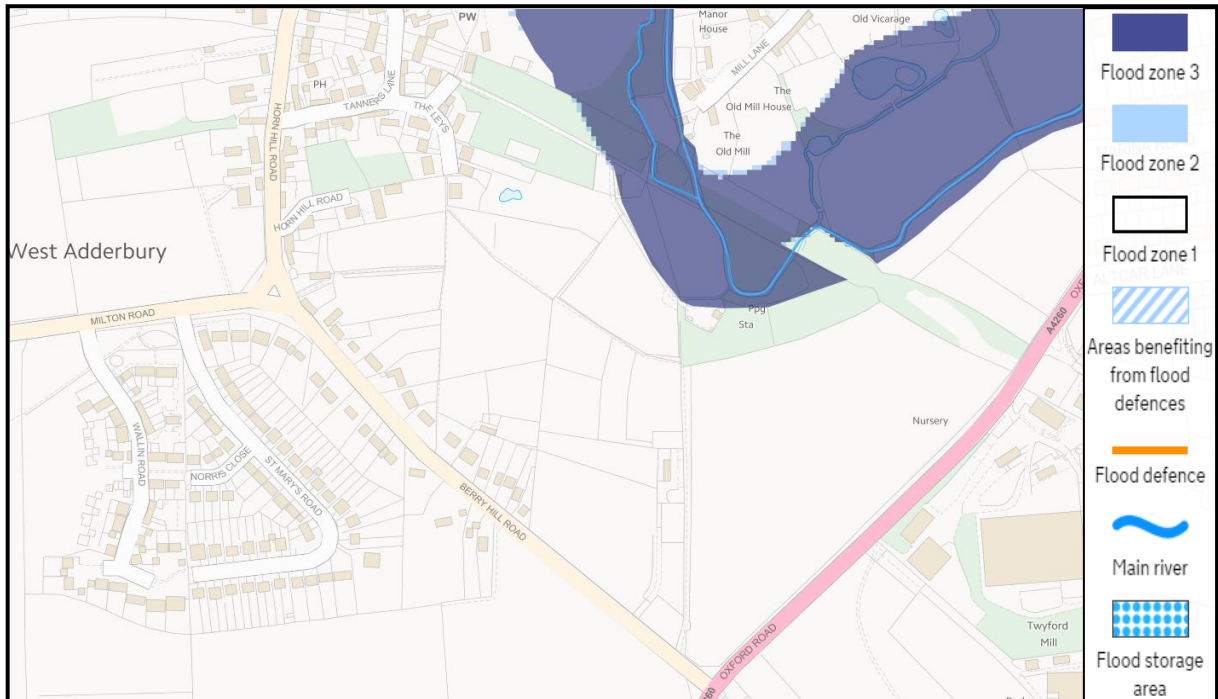 PW
Manor
House
Old Vicarage
MILL LANE
PH
TANNERS LANE
THE LEYS
The
Old Mill House
The
Old Mill
HORN HILL ROAD
HORN HILL ROAD
West Adderbury
MILTON ROAD
Ppg
Sta
A4260
OXF
Nursery
WALLIN ROAD
NORRIS CLOSE
ST MARY'S ROAD
BERRY HILL ROAD
OXFORD ROAD
Twyford
Mill
Flood zone 3
Flood zone 2
Flood zone 1
ALTCAR LANE
Areas benefiting
from flood
defences
Flood defence
Main river
Flood storage
area